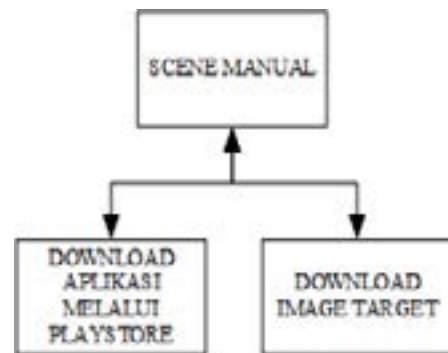 SCENE MANUAL
DOWNLOAD
APLIKASI
MELALUI
PLAYSTORE
DOWNLOAD
IMAGE TARGET